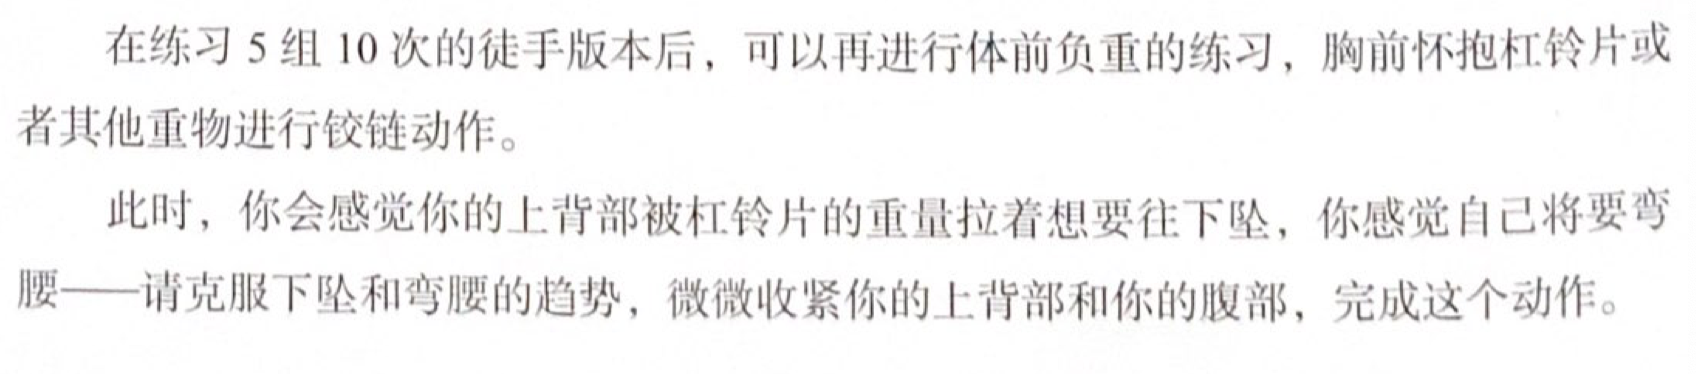 在练习 5 组 10 次的徒手版本后，可以再进行体前负重的练习，胸前怀抱杠铃片或
者其他重物进行铰链动作。
此时，你会感觉你的上背部被杠铃片的重量拉着想要往下坠，你感觉自己将要弯
腰——请克服下坠和弯腰的趋势，微微收紧你的上背部和你的腹部，完成这个动作。